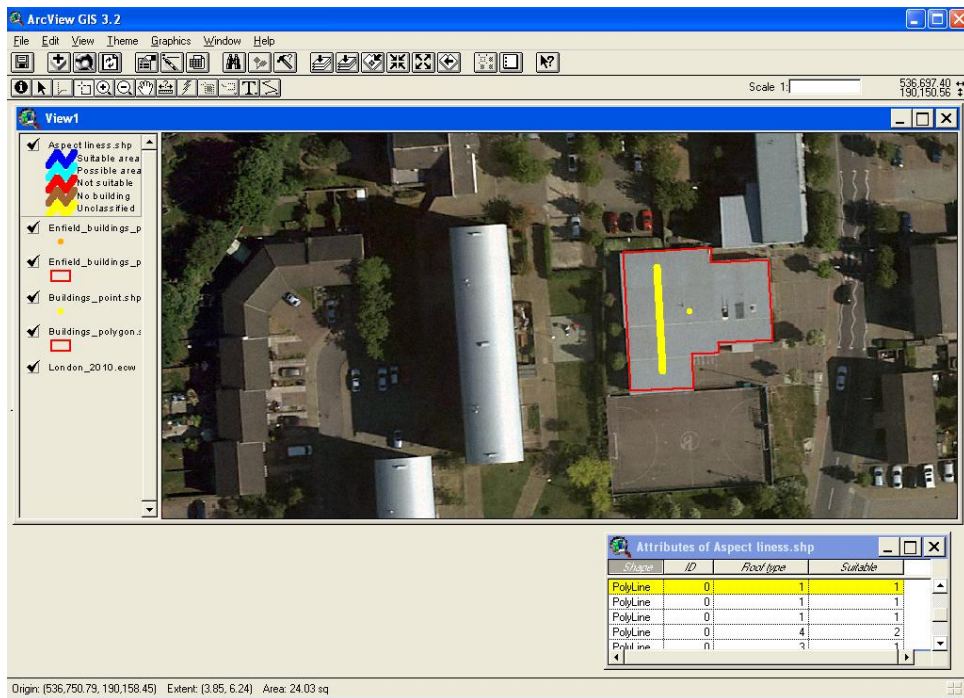 ArcView GIS 3.2
File Edit View Theme Graphics Window Help
Scale 1: 536,697.40
190,150.56
View1
Aspect liness.shp
Suitable area
Possible area
Not suitable
No building
Unclassified
Enfield_buildings_p
Enfield_buildings_p
Buildings_point.shp
Buildings_polygon.s
London_2010.ecw
Attributes of Aspect liness.shp
Shape ID Roof type Suitable
PolyLine 0 1 1
PolyLine 0 1 1
PolyLine 0 1 1
PolyLine 0 4 2
PolyLine 0 3 1
Origin: (536,750.79, 190,158.45) Extent: (3.85, 6.24) Area: 24.03 sq